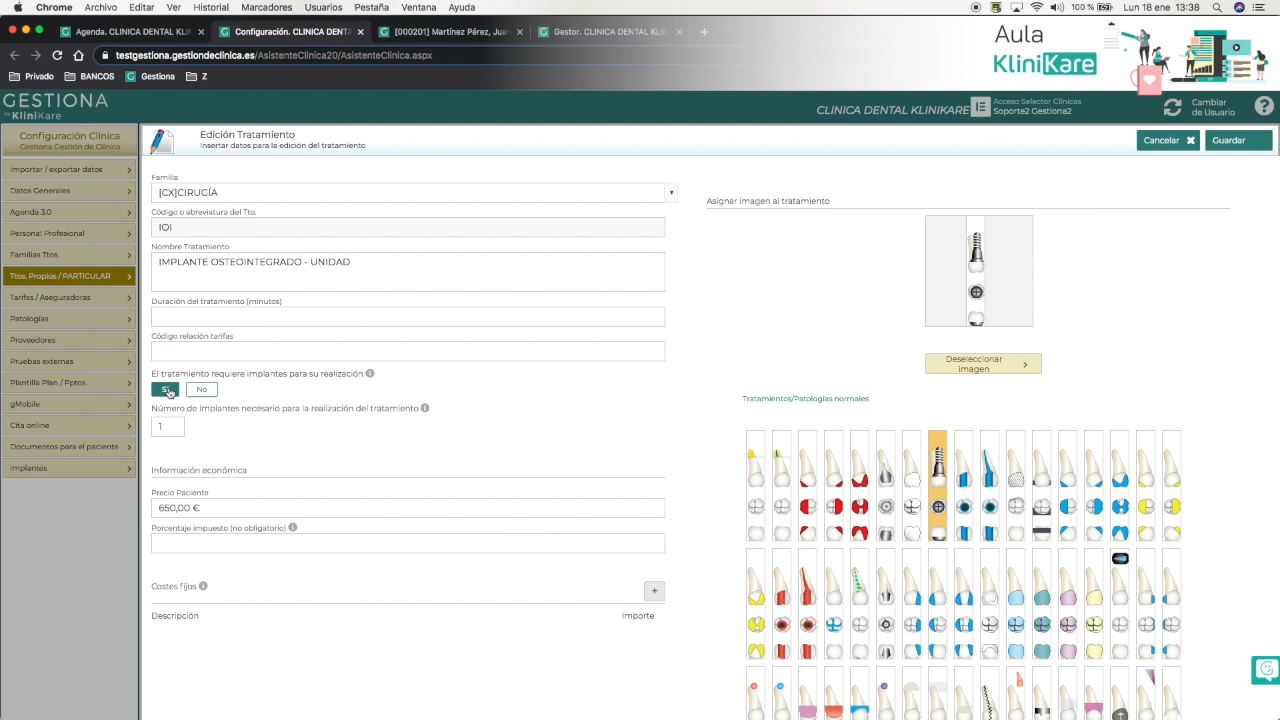 Chrome Archivo Editar Ver Historial Marcadores Usuarios Pestaña Ventana Ayuda 100 % Lun 18 ene 13:38
Agenda. CLINICA DENTAL KLIN
Configuración. CLINICA DENTA
[000201] Martínez Pérez, Juan
Gestor. CLINICA DENTAL KLINI
testgestiona.gestiondeclinica.es/AsistenteClinica20/AsistenteClinica.aspx
Privado BANCOS Gestiona Z
Aula
KliniKare
GESTIONA
by KliniKare
CLINICA DENTAL KLINIKARE
Acceso Selector Clínicas
Soporte2 Gestiona2
Cambiar
de Usuario
?
Configuración Clínica
Gestiona Gestión de Clínica
Importar / exportar datos
Datos Generales
Agenda 3.0
Personal Profesional
Familias Ttos.
Ttos. Propios / PARTICULAR
Tarifas / Aseguradoras
Patologías
Proveedores
Pruebas externas
Plantilla Plan / Pptos.
gMobile
Cita online
Documentos para el paciente
Implantes
Edición Tratamiento
Insertar datos para la edición del tratamiento
Cancelar
Guardar
Familia
[CX]CIRUGÍA
Código o abreviatura del Tto.
IOI
Nombre Tratamiento
IMPLANTE OSTEOINTEGRADO - UNIDAD
Duración del tratamiento (minutos)
Código relación tarifas
El tratamiento requiere implantes para su realización
Sí No
Número de implantes necesario para la realización del tratamiento
1
Información económica
Precio Paciente
650,00 €
Porcentaje impuesto (no obligatorio)
Costes fijos
+
Descripción Importe
Asignar imagen al tratamiento
Deseleccionar
imagen
Tratamientos/Patologías normales